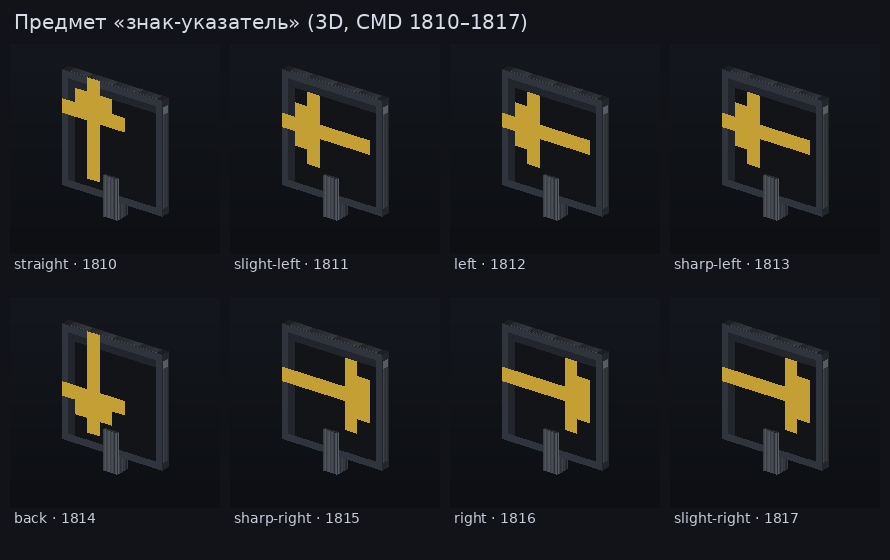 Предмет «знак-указатель» (3D, CMD 1810–1817)
straight · 1810
slight-left · 1811
left · 1812
sharp-left · 1813
back · 1814
sharp-right · 1815
right · 1816
slight-right · 1817